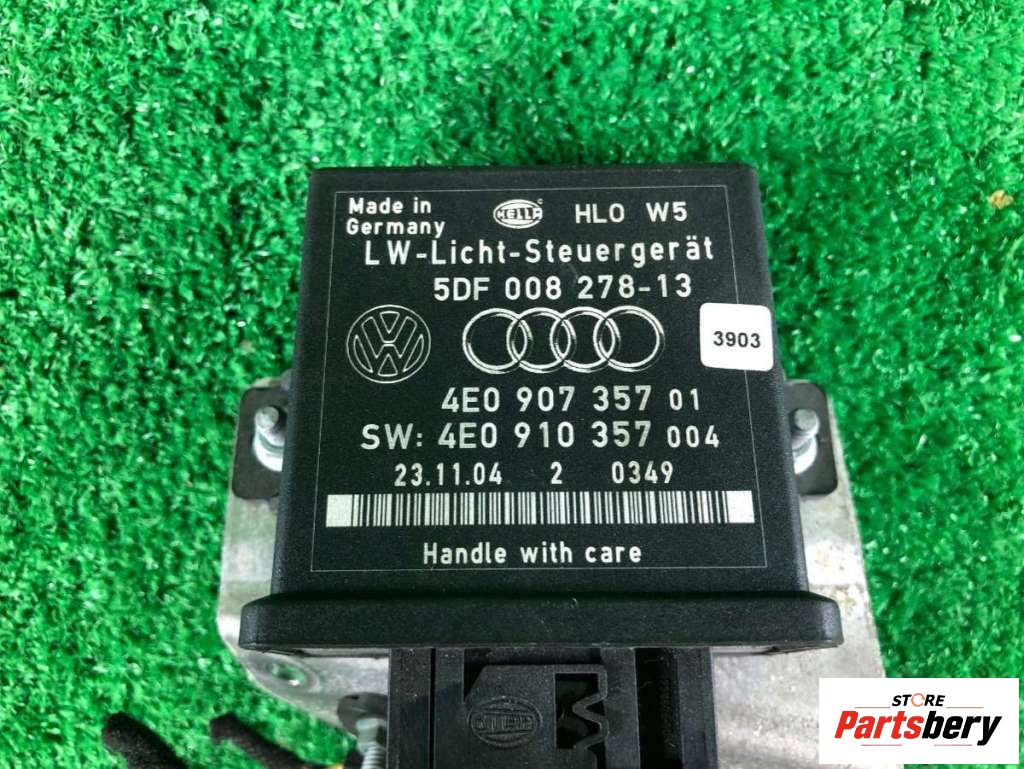 Made in
Germany
HELLA
HLO W5
LW-Licht-Steuergerät
5DF 008 278-13
3903
4E0 907 357 01
SW: 4E0 910 357 004
23.11.04 2 0349
Handle with care
HELLA
STORE
Partsbery